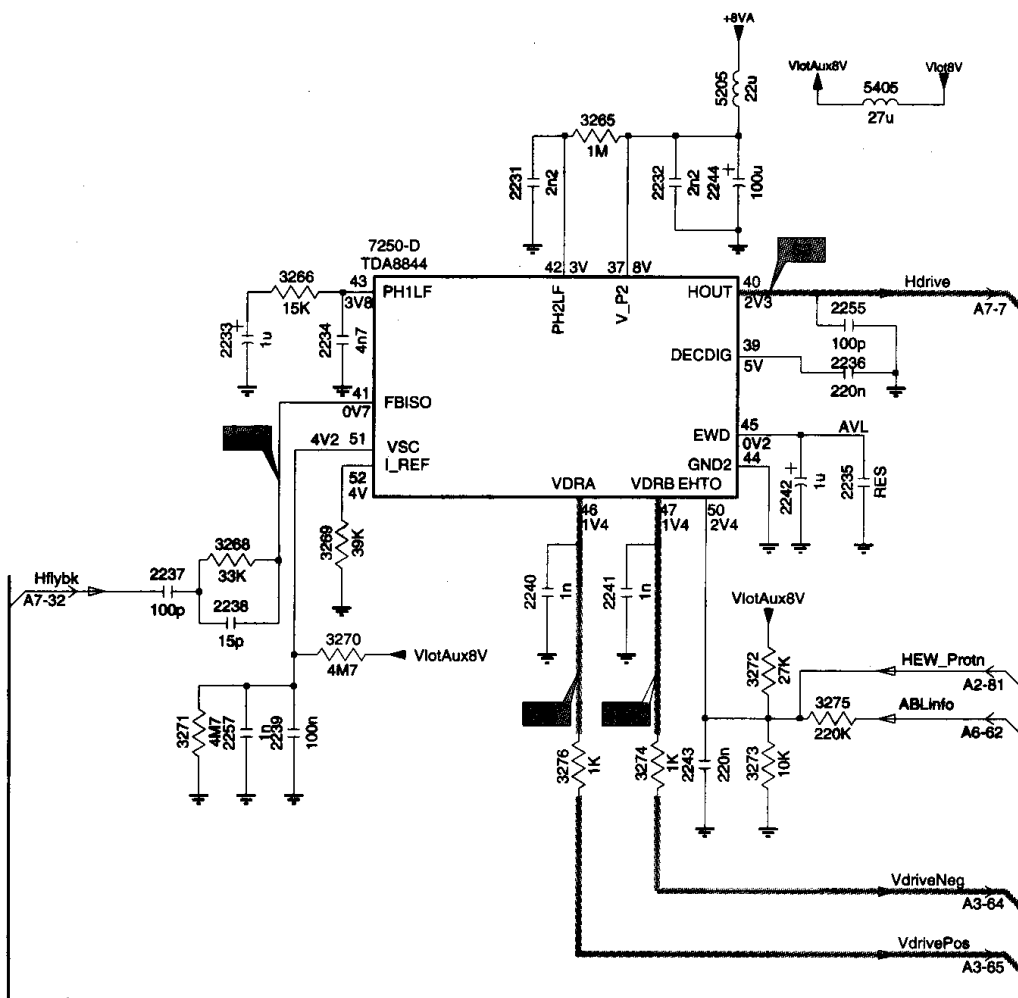 +8VA
5205
22u
VlotAux8V
Vlot8V
5405
27u
3265
1M
2231
2n2
2232
2n2
2244
+
100u
7250-D
TDA8844
42 3V
37 8V
3266
15K
43
3V8
PH1LF
PH2LF
V_P2
HOUT
40
2V3
Hdrive
A7-7
2233
+
1u
2234
4n7
2255
100p
DECDIG
39
5V
2236
220n
41
0V7
FBISO
4V2 51
VSC
I_REF
52
4V
EWD
45
0V2
AVL
GND2
44
VDRA
VDRB
EHTO
2242
+
1u
2235
RES
46
1V4
47
1V4
50
2V4
3269
39K
3268
33K
Hflybk
A7-32
2237
100p
2238
15p
2240
1n
2241
1n
VlotAux8V
3270
4M7
VlotAux8V
3272
27K
HEW_Protn
A2-81
3275
220K
ABLinfo
A6-62
3271
4M7
2257
1n
2239
100n
3276
1K
3274
1K
2243
220n
3273
10K
VdriveNeg
A3-64
VdrivePos
A3-65